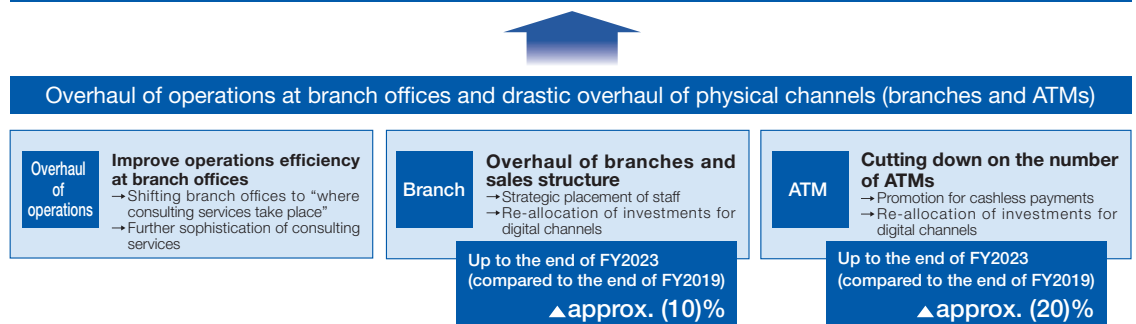 Overhaul of operations at branch offices and drastic overhaul of physical channels (branches and ATMs)
Overhaul
of
operations
Improve operations efficiency
at branch offices
→Shifting branch offices to “where
consulting services take place”
→Further sophistication of consulting
services
Branch
Overhaul of branches and
sales structure
→Strategic placement of staff
→Re-allocation of investments for
digital channels
Up to the end of FY2023
(compared to the end of FY2019)
▲approx. (10)%
ATM
Cutting down on the number
of ATMs
→Promotion for cashless payments
→Re-allocation of investments for
digital channels
Up to the end of FY2023
(compared to the end of FY2019)
▲approx. (20)%